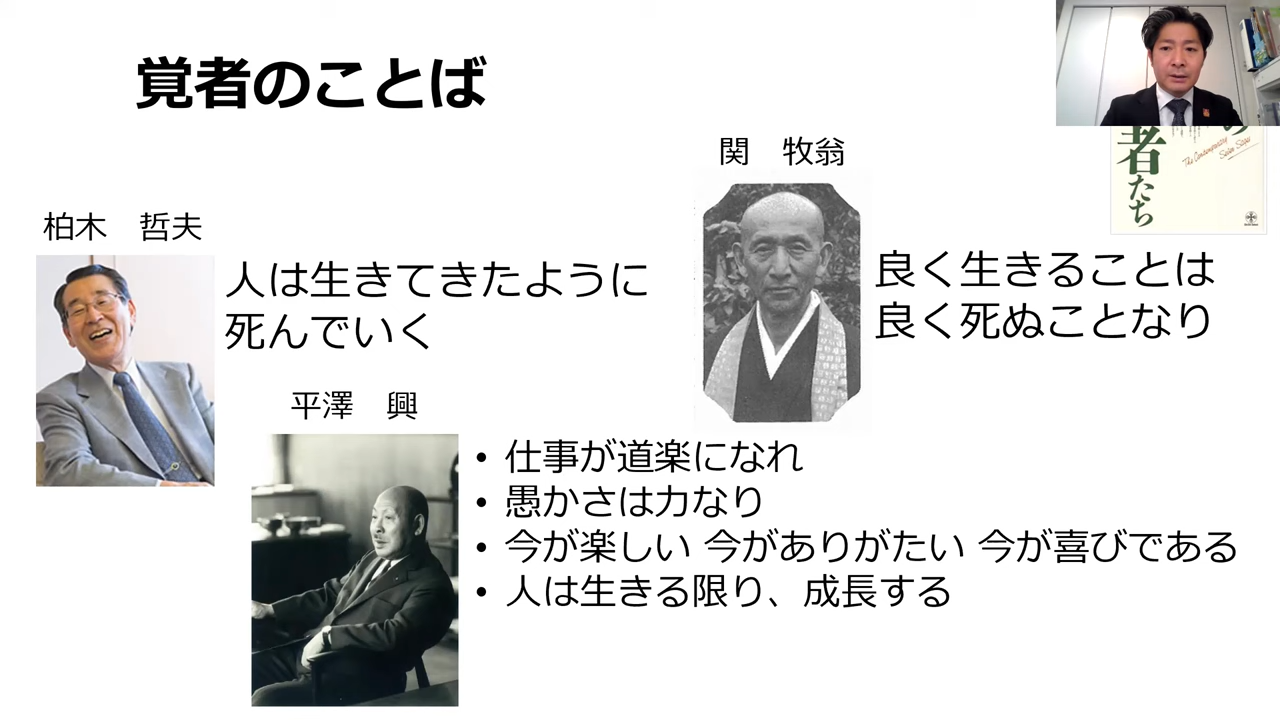 覚者のことば
柏木　哲夫
人は生きてきたように
死んでいく
関　牧翁
良く生きることは
良く死ぬことなり
平澤　興
• 仕事が道楽になれ
• 愚かさは力なり
• 今が楽しい 今がありがたい 今が喜びである
• 人は生きる限り、成長する
者たち
The Contemporary
Seven Sages